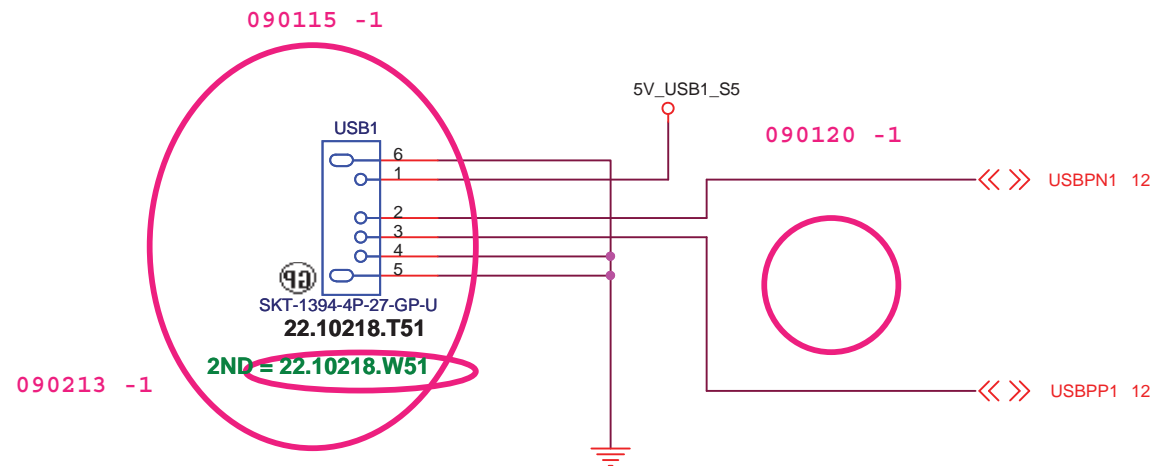 090115 -1
5V_USB1_S5
USB1
090120 -1
6
1
USBPN1 12
2
3
4
5
GP
SKT-1394-4P-27-GP-U
22.10218.T51
2ND = 22.10218.W51
090213 -1
USBPP1 12